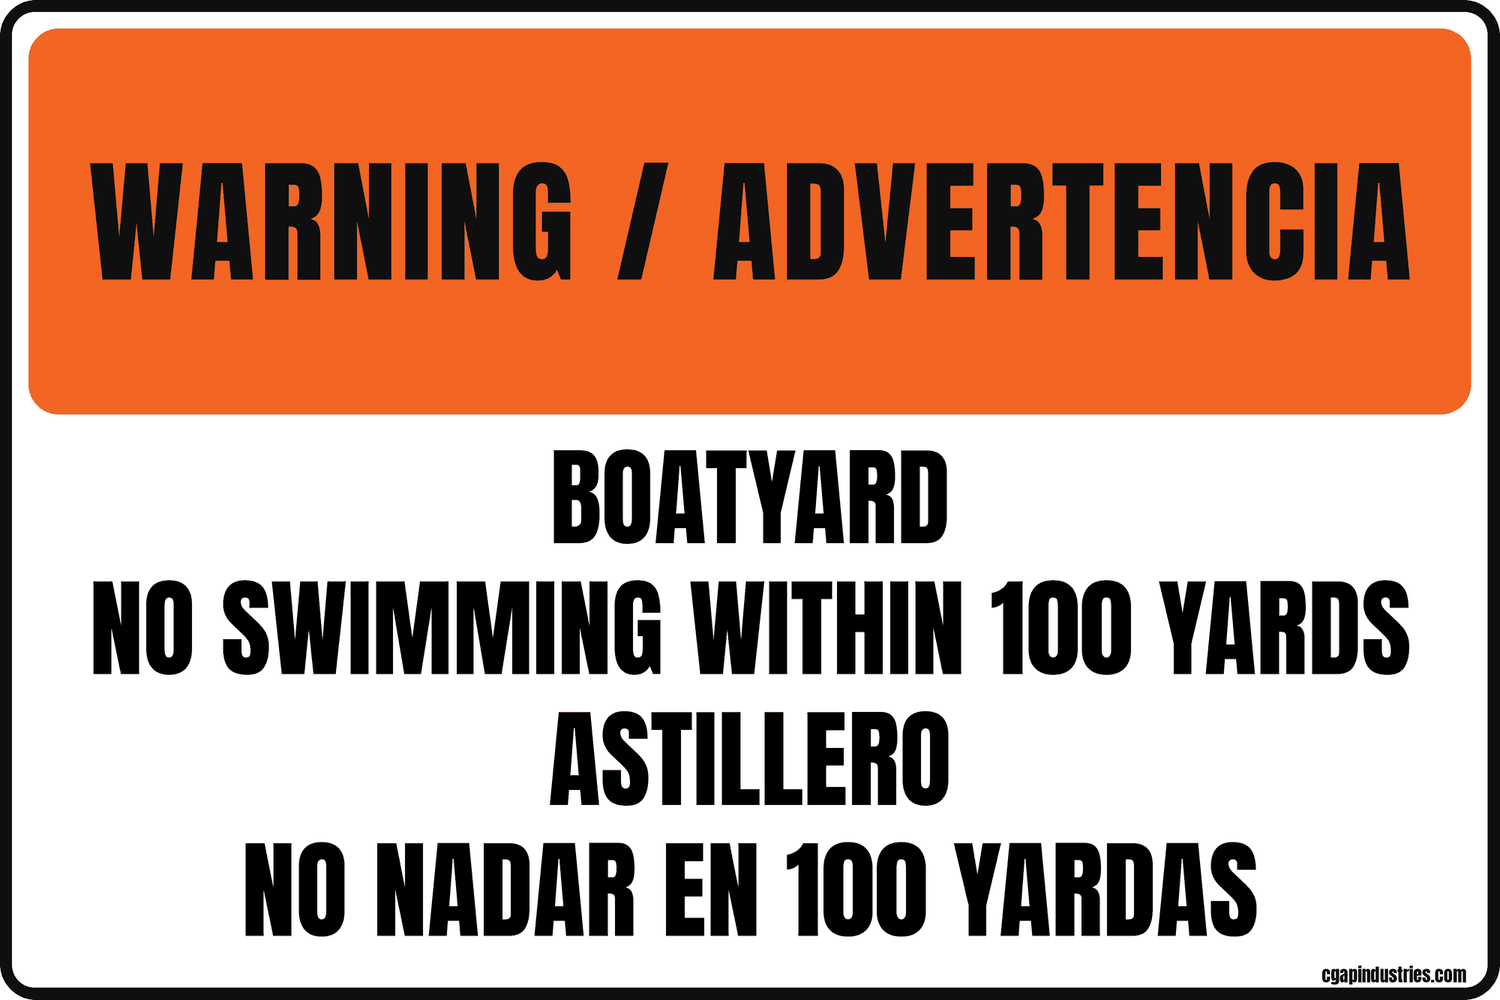 WARNING / ADVERTENCIA
BOATYARD
NO SWIMMING WITHIN 100 YARDS
ASTILLERO
NO NADAR EN 100 YARDAS
cgapindustries.com